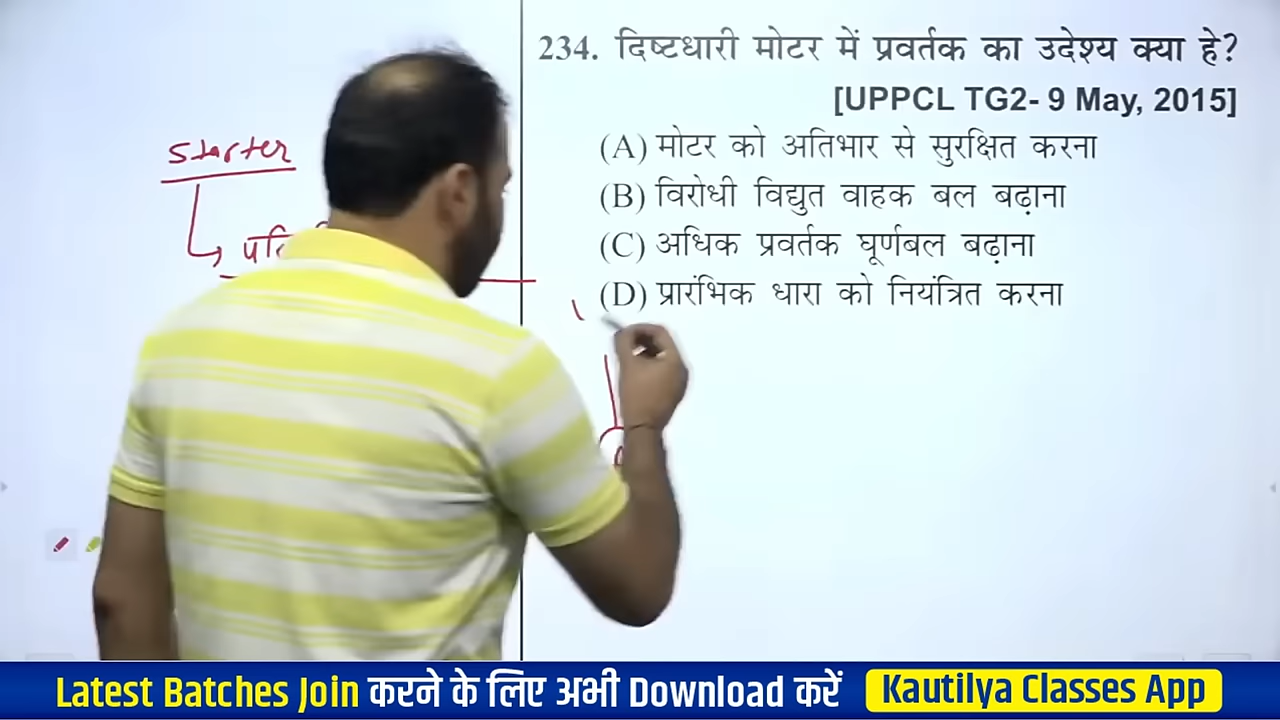 234. दिष्टधारी मोटर में प्रवर्तक का उदेश्य क्या हे?
[UPPCL TG2- 9 May, 2015]
(A) मोटर को अतिभार से सुरक्षित करना
(B) विरोधी विद्युत वाहक बल बढ़ाना
(C) अधिक प्रवर्तक घूर्णबल बढ़ाना
(D) प्रारंभिक धारा को नियंत्रित करना
starter
Latest Batches Join करने के लिए अभी Download करें Kautilya Classes App